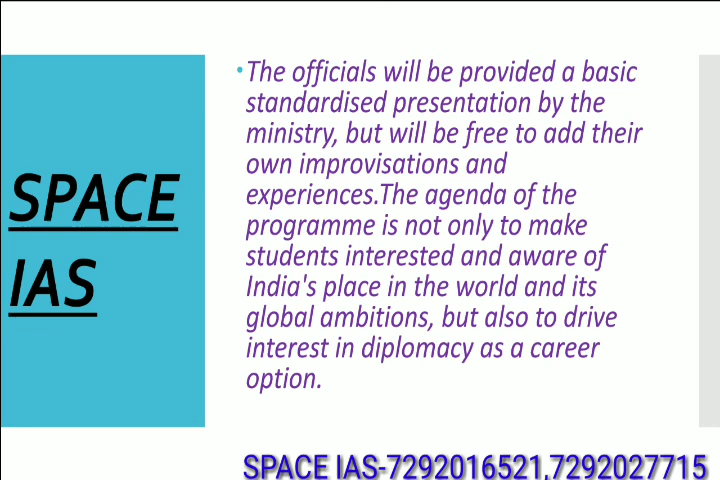 SPACE
IAS
•The officials will be provided a basic
standardised presentation by the
ministry, but will be free to add their
own improvisations and
experiences.The agenda of the
programme is not only to make
students interested and aware of
India's place in the world and its
global ambitions, but also to drive
interest in diplomacy as a career
option.
SPACE IAS-7292016521,7292027715